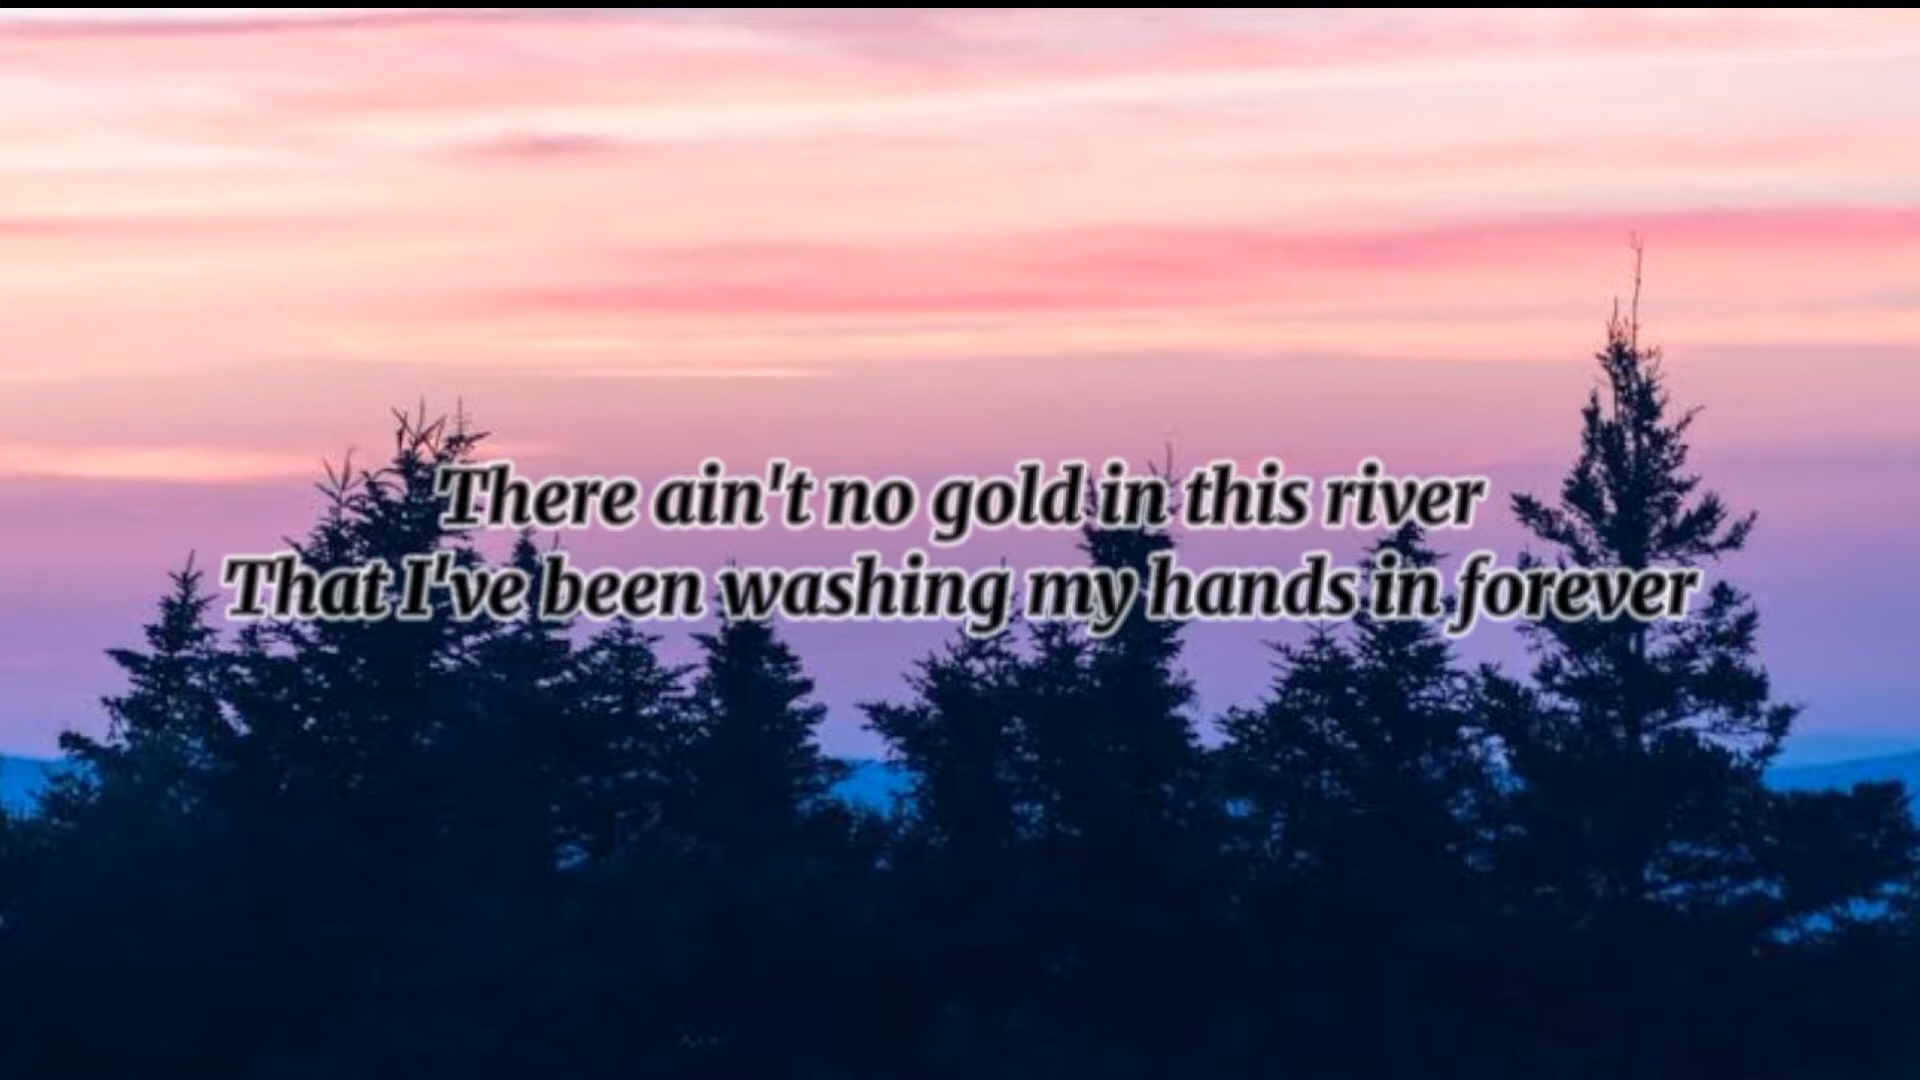 There ain't no gold in this river
That I've been washing my hands in forever